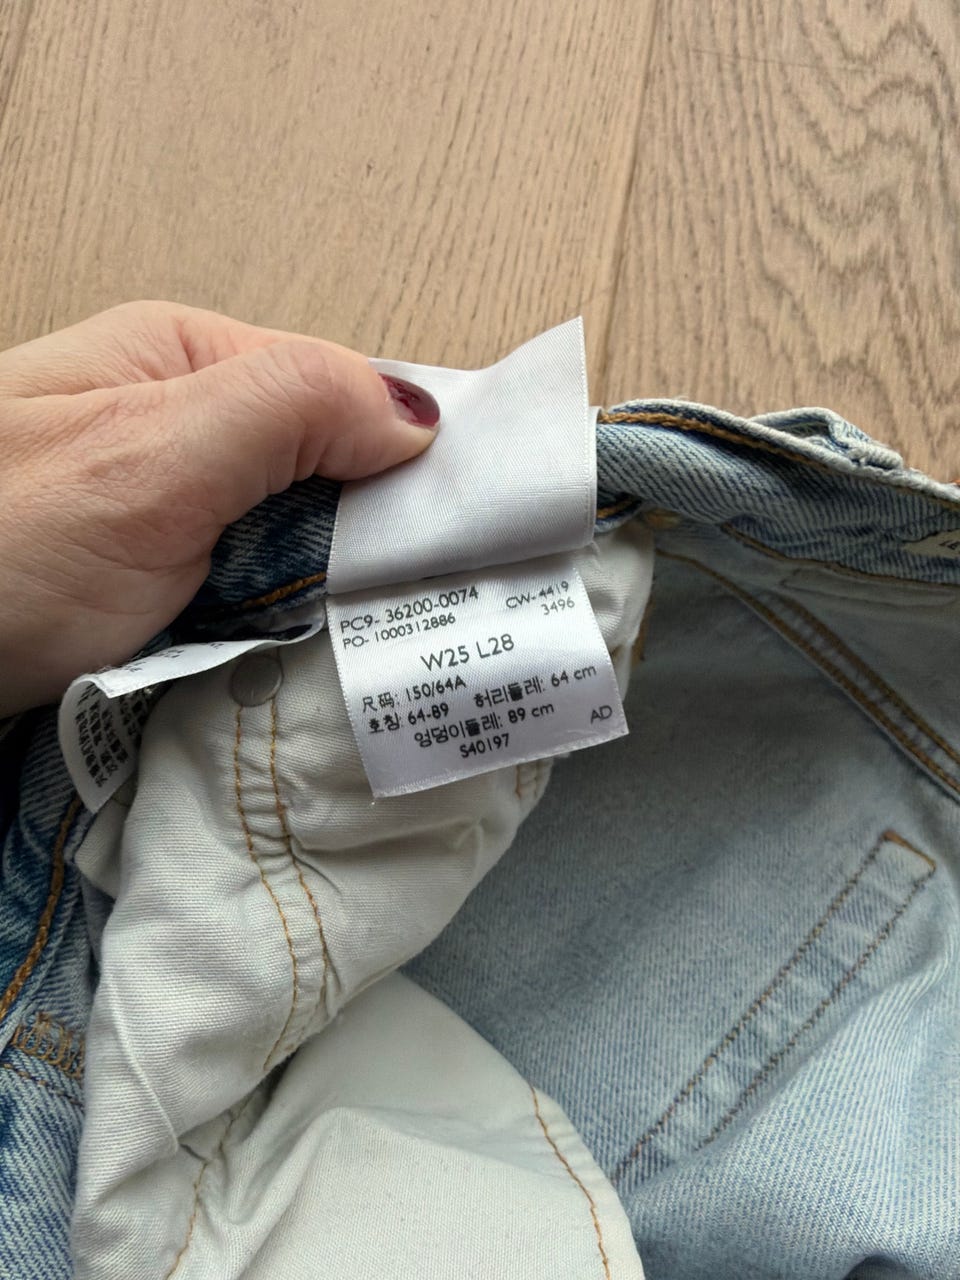 PC9- 36200-0074 CW- 4419
PO- 1000312886 3496
W25 L28
尺码: 150/64A 허리둘레: 64 cm
호칭: 64-89
엉덩이둘레: 89 cm
S40197 AD